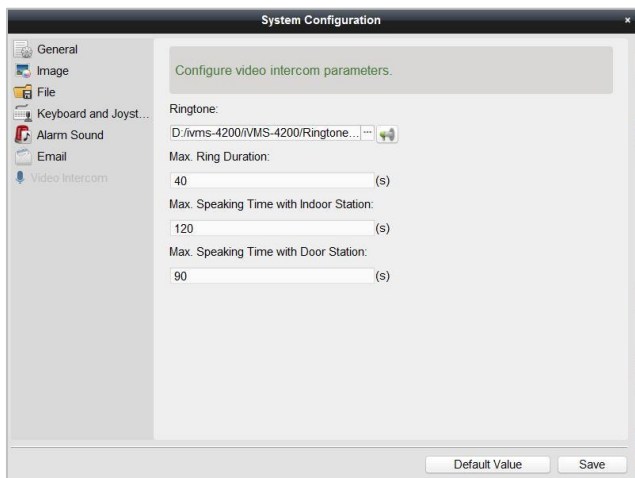 System Configuration
×
General
Image
File
Keyboard and Joyst...
Alarm Sound
Email
Video Intercom
Configure video intercom parameters.
Ringtone:
D:/ivms-4200/iVMS-4200/Ringtone... ...
Max. Ring Duration:
40 (s)
Max. Speaking Time with Indoor Station:
120 (s)
Max. Speaking Time with Door Station:
90 (s)
Default Value Save